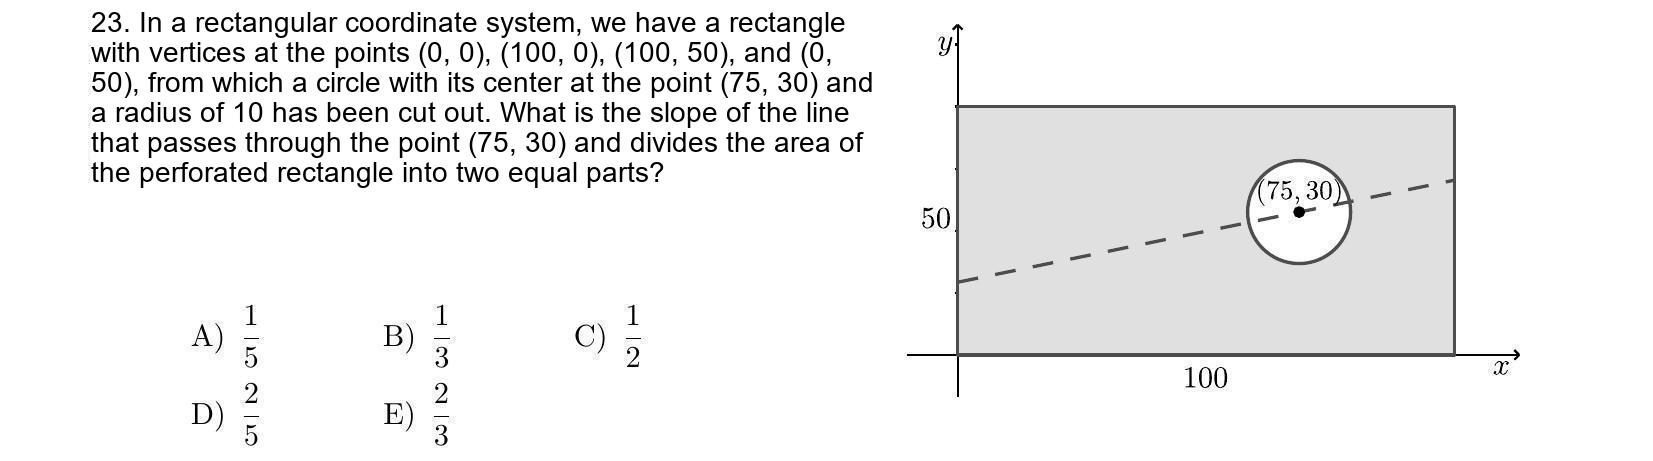 23. In a rectangular coordinate system, we have a rectangle
with vertices at the points (0, 0), (100, 0), (100, 50), and (0,
50), from which a circle with its center at the point (75, 30) and
a radius of 10 has been cut out. What is the slope of the line
that passes through the point (75, 30) and divides the area of
the perforated rectangle into two equal parts?
A) 1/5 B) 1/3 C) 1/2
D) 2/5 E) 2/3
y
(75, 30)
50
100
x